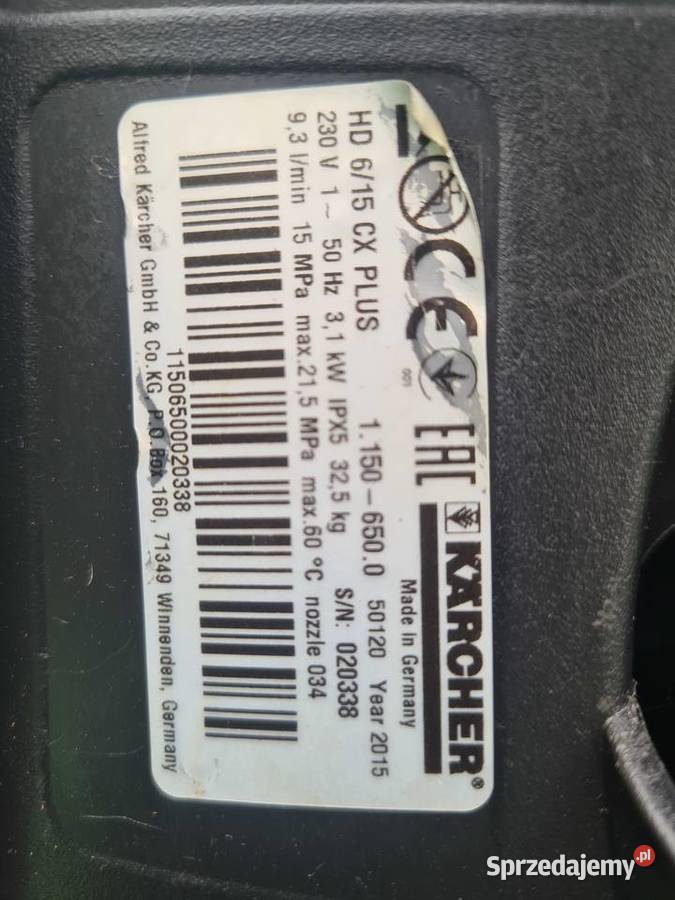 KÄRCHER®
Made in Germany
CE EAC
001
HD 6/15 CX PLUS 1.150-650.0 50120 Year 2015
230 V 1~ 50 Hz 3,1 kW IPX5 32,5 kg S/N: 020338
9,3 l/min 15 MPa max.21,5 MPa max.60 °C nozzle 034
11506500020338
Alfred Kärcher GmbH & Co.KG, P.O.Box 160, 71349 Winnenden, Germany
Sprzedajemy.pl